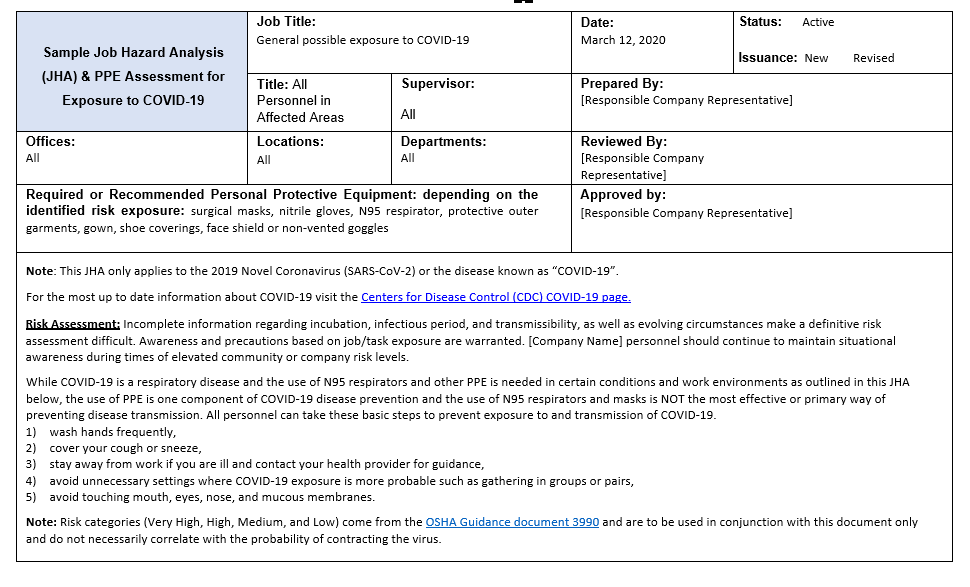 Sample Job Hazard Analysis
(JHA) & PPE Assessment for
Exposure to COVID-19
Job Title:
General possible exposure to COVID-19
Date:
March 12, 2020
Status: Active
Issuance: New Revised
Title: All
Personnel in
Affected Areas
Supervisor:
All
Prepared By:
[Responsible Company Representative]
Offices:
All
Locations:
All
Departments:
All
Reviewed By:
[Responsible Company
Representative]
Required or Recommended Personal Protective Equipment: depending on the
identified risk exposure: surgical masks, nitrile gloves, N95 respirator, protective outer
garments, gown, shoe coverings, face shield or non-vented goggles
Approved by:
[Responsible Company Representative]
Note: This JHA only applies to the 2019 Novel Coronavirus (SARS-CoV-2) or the disease known as “COVID-19”.
For the most up to date information about COVID-19 visit the Centers for Disease Control (CDC) COVID-19 page.
Risk Assessment: Incomplete information regarding incubation, infectious period, and transmissibility, as well as evolving circumstances make a definitive risk
assessment difficult. Awareness and precautions based on job/task exposure are warranted. [Company Name] personnel should continue to maintain situational
awareness during times of elevated community or company risk levels.
While COVID-19 is a respiratory disease and the use of N95 respirators and other PPE is needed in certain conditions and work environments as outlined in this JHA
below, the use of PPE is one component of COVID-19 disease prevention and the use of N95 respirators and masks is NOT the most effective or primary way of
preventing disease transmission. All personnel can take these basic steps to prevent exposure to and transmission of COVID-19.
1) wash hands frequently,
2) cover your cough or sneeze,
3) stay away from work if you are ill and contact your health provider for guidance,
4) avoid unnecessary settings where COVID-19 exposure is more probable such as gathering in groups or pairs,
5) avoid touching mouth, eyes, nose, and mucous membranes.
Note: Risk categories (Very High, High, Medium, and Low) come from the OSHA Guidance document 3990 and are to be used in conjunction with this document only
and do not necessarily correlate with the probability of contracting the virus.